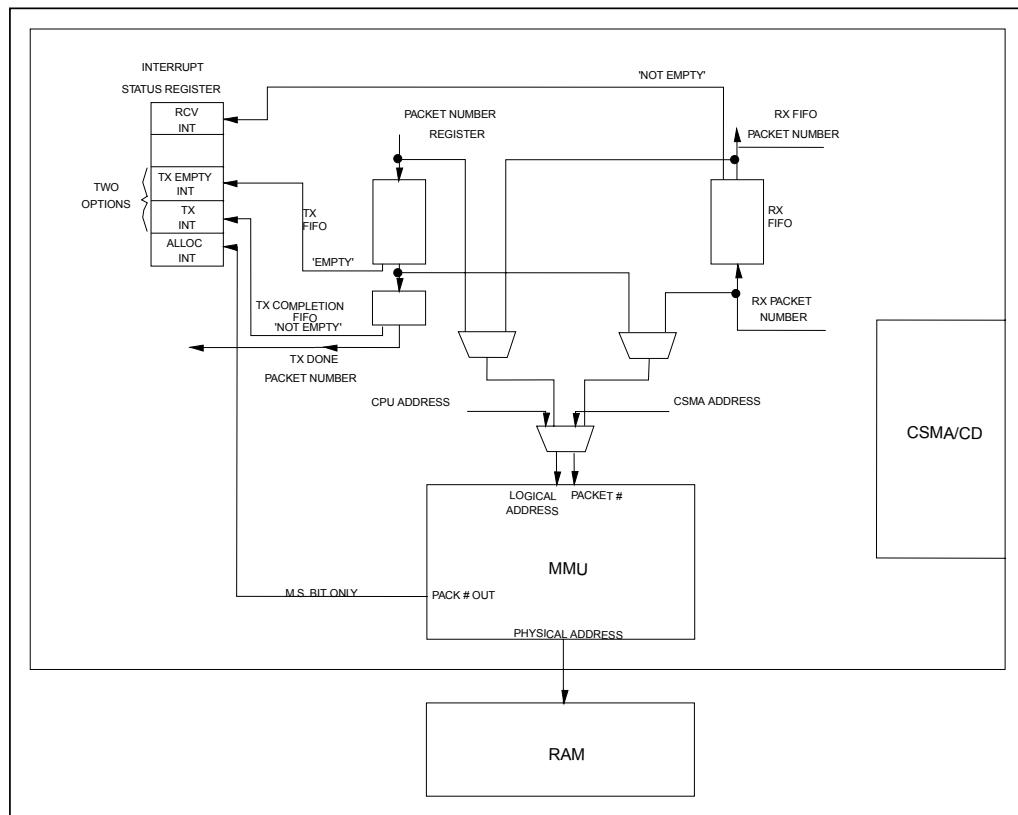 INTERRUPT
STATUS REGISTER
RCV
INT
TX EMPTY
INT
TX
INT
ALLOC
INT
TWO
OPTIONS
'NOT EMPTY'
PACKET NUMBER
REGISTER
RX FIFO
PACKET NUMBER
TX
FIFO
RX
FIFO
'EMPTY'
TX COMPLETION
FIFO
'NOT EMPTY'
TX DONE
PACKET NUMBER
RX PACKET
NUMBER
CPU ADDRESS
CSMA ADDRESS
CSMA/CD
LOGICAL
ADDRESS
PACKET #
MMU
M.S. BIT ONLY
PACK # OUT
PHYSICAL ADDRESS
RAM